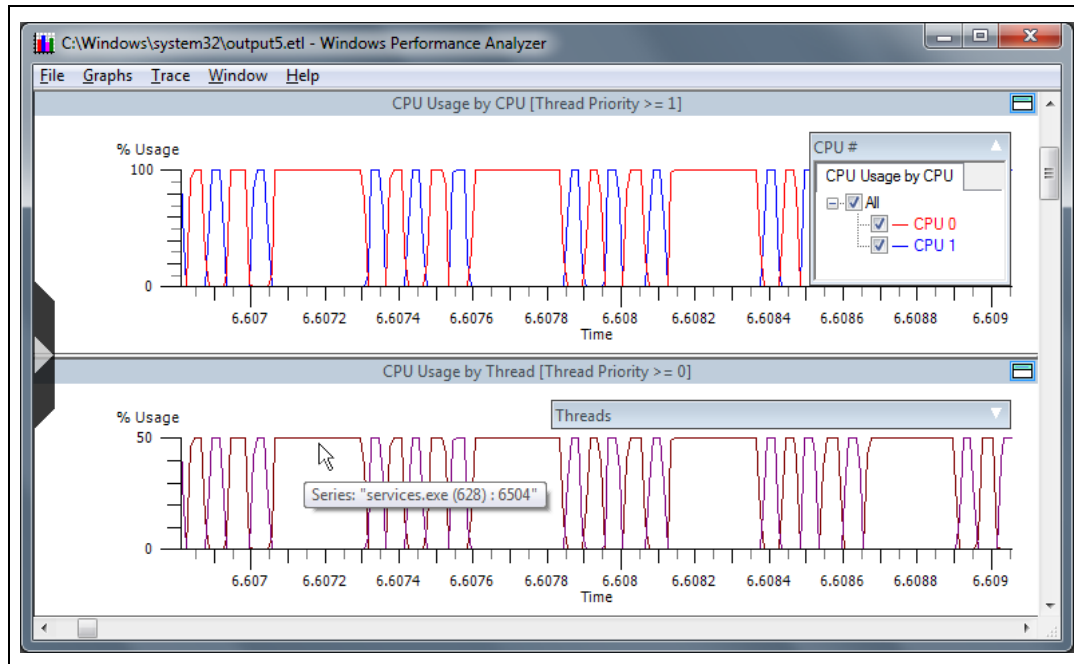 C:\Windows\system32\output5.etl - Windows Performance Analyzer
File Graphs Trace Window Help
CPU Usage by CPU [Thread Priority >= 1]
% Usage
100
0
6.607 6.6072 6.6074 6.6076 6.6078 6.608 6.6082 6.6084 6.6086 6.6088 6.609
Time
CPU #
CPU Usage by CPU
All
CPU 0
CPU 1
CPU Usage by Thread [Thread Priority >= 0]
% Usage
50
0
Threads
Series: "services.exe (628) : 6504"
6.607 6.6072 6.6074 6.6076 6.6078 6.608 6.6082 6.6084 6.6086 6.6088 6.609
Time